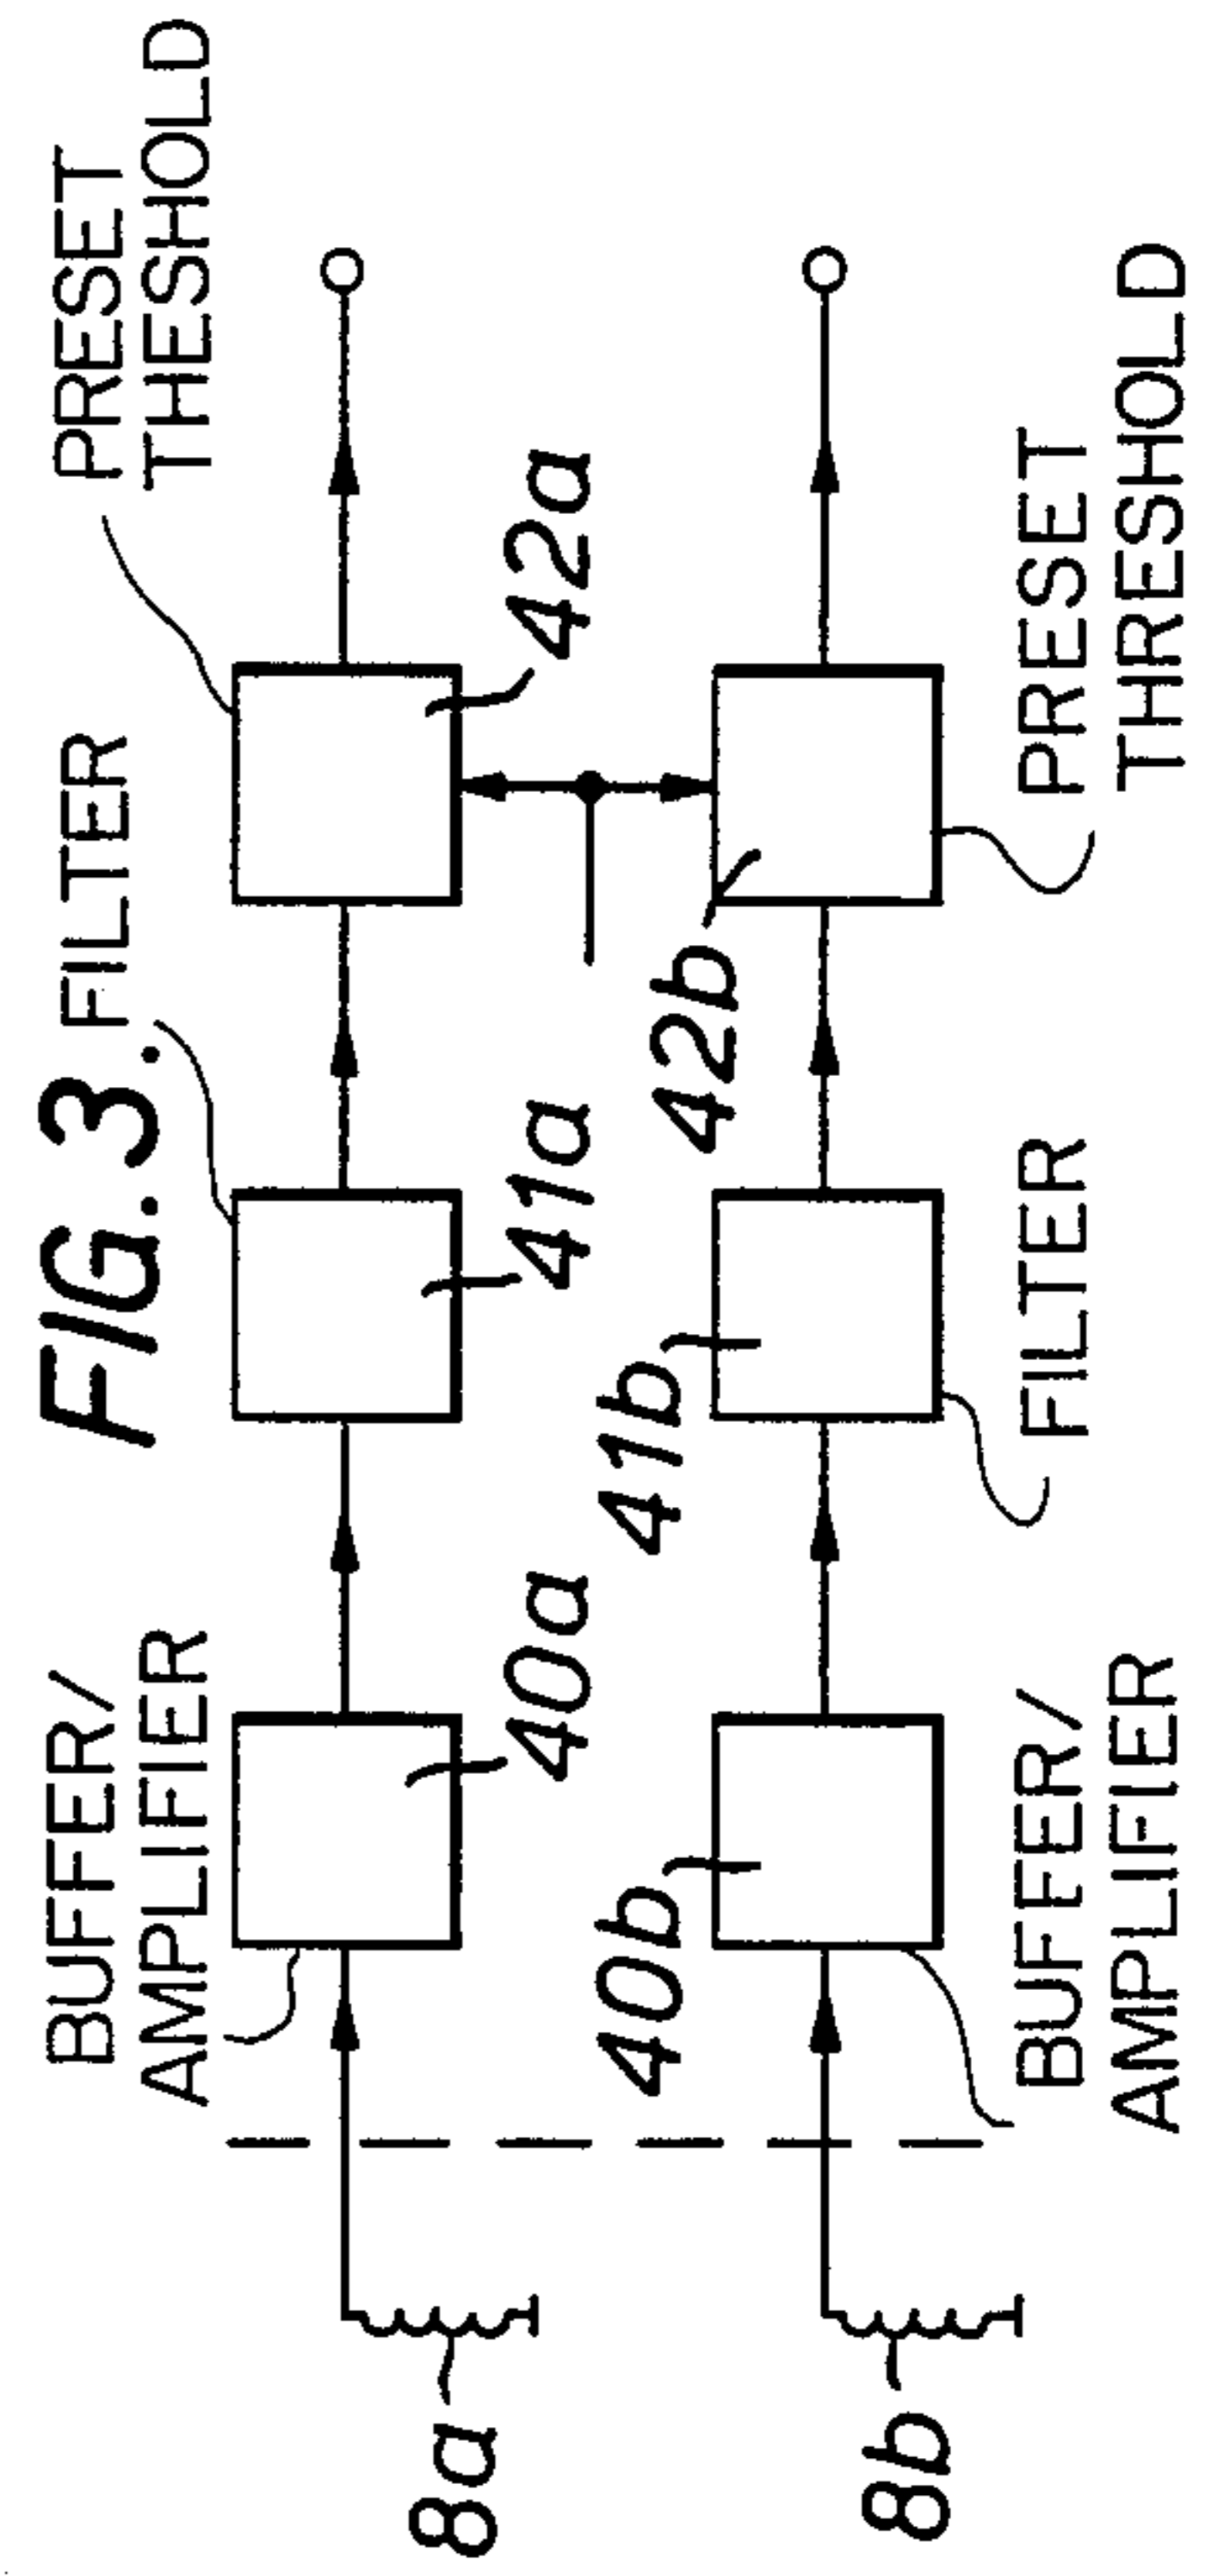 FIG. 3.
BUFFER/
AMPLIFIER
FILTER
PRESET
THESHOLD
8a
40a
41a
42a
8b
40b
41b
42b
BUFFER/
AMPLIFIER
FILTER
PRESET
THRESHOLD